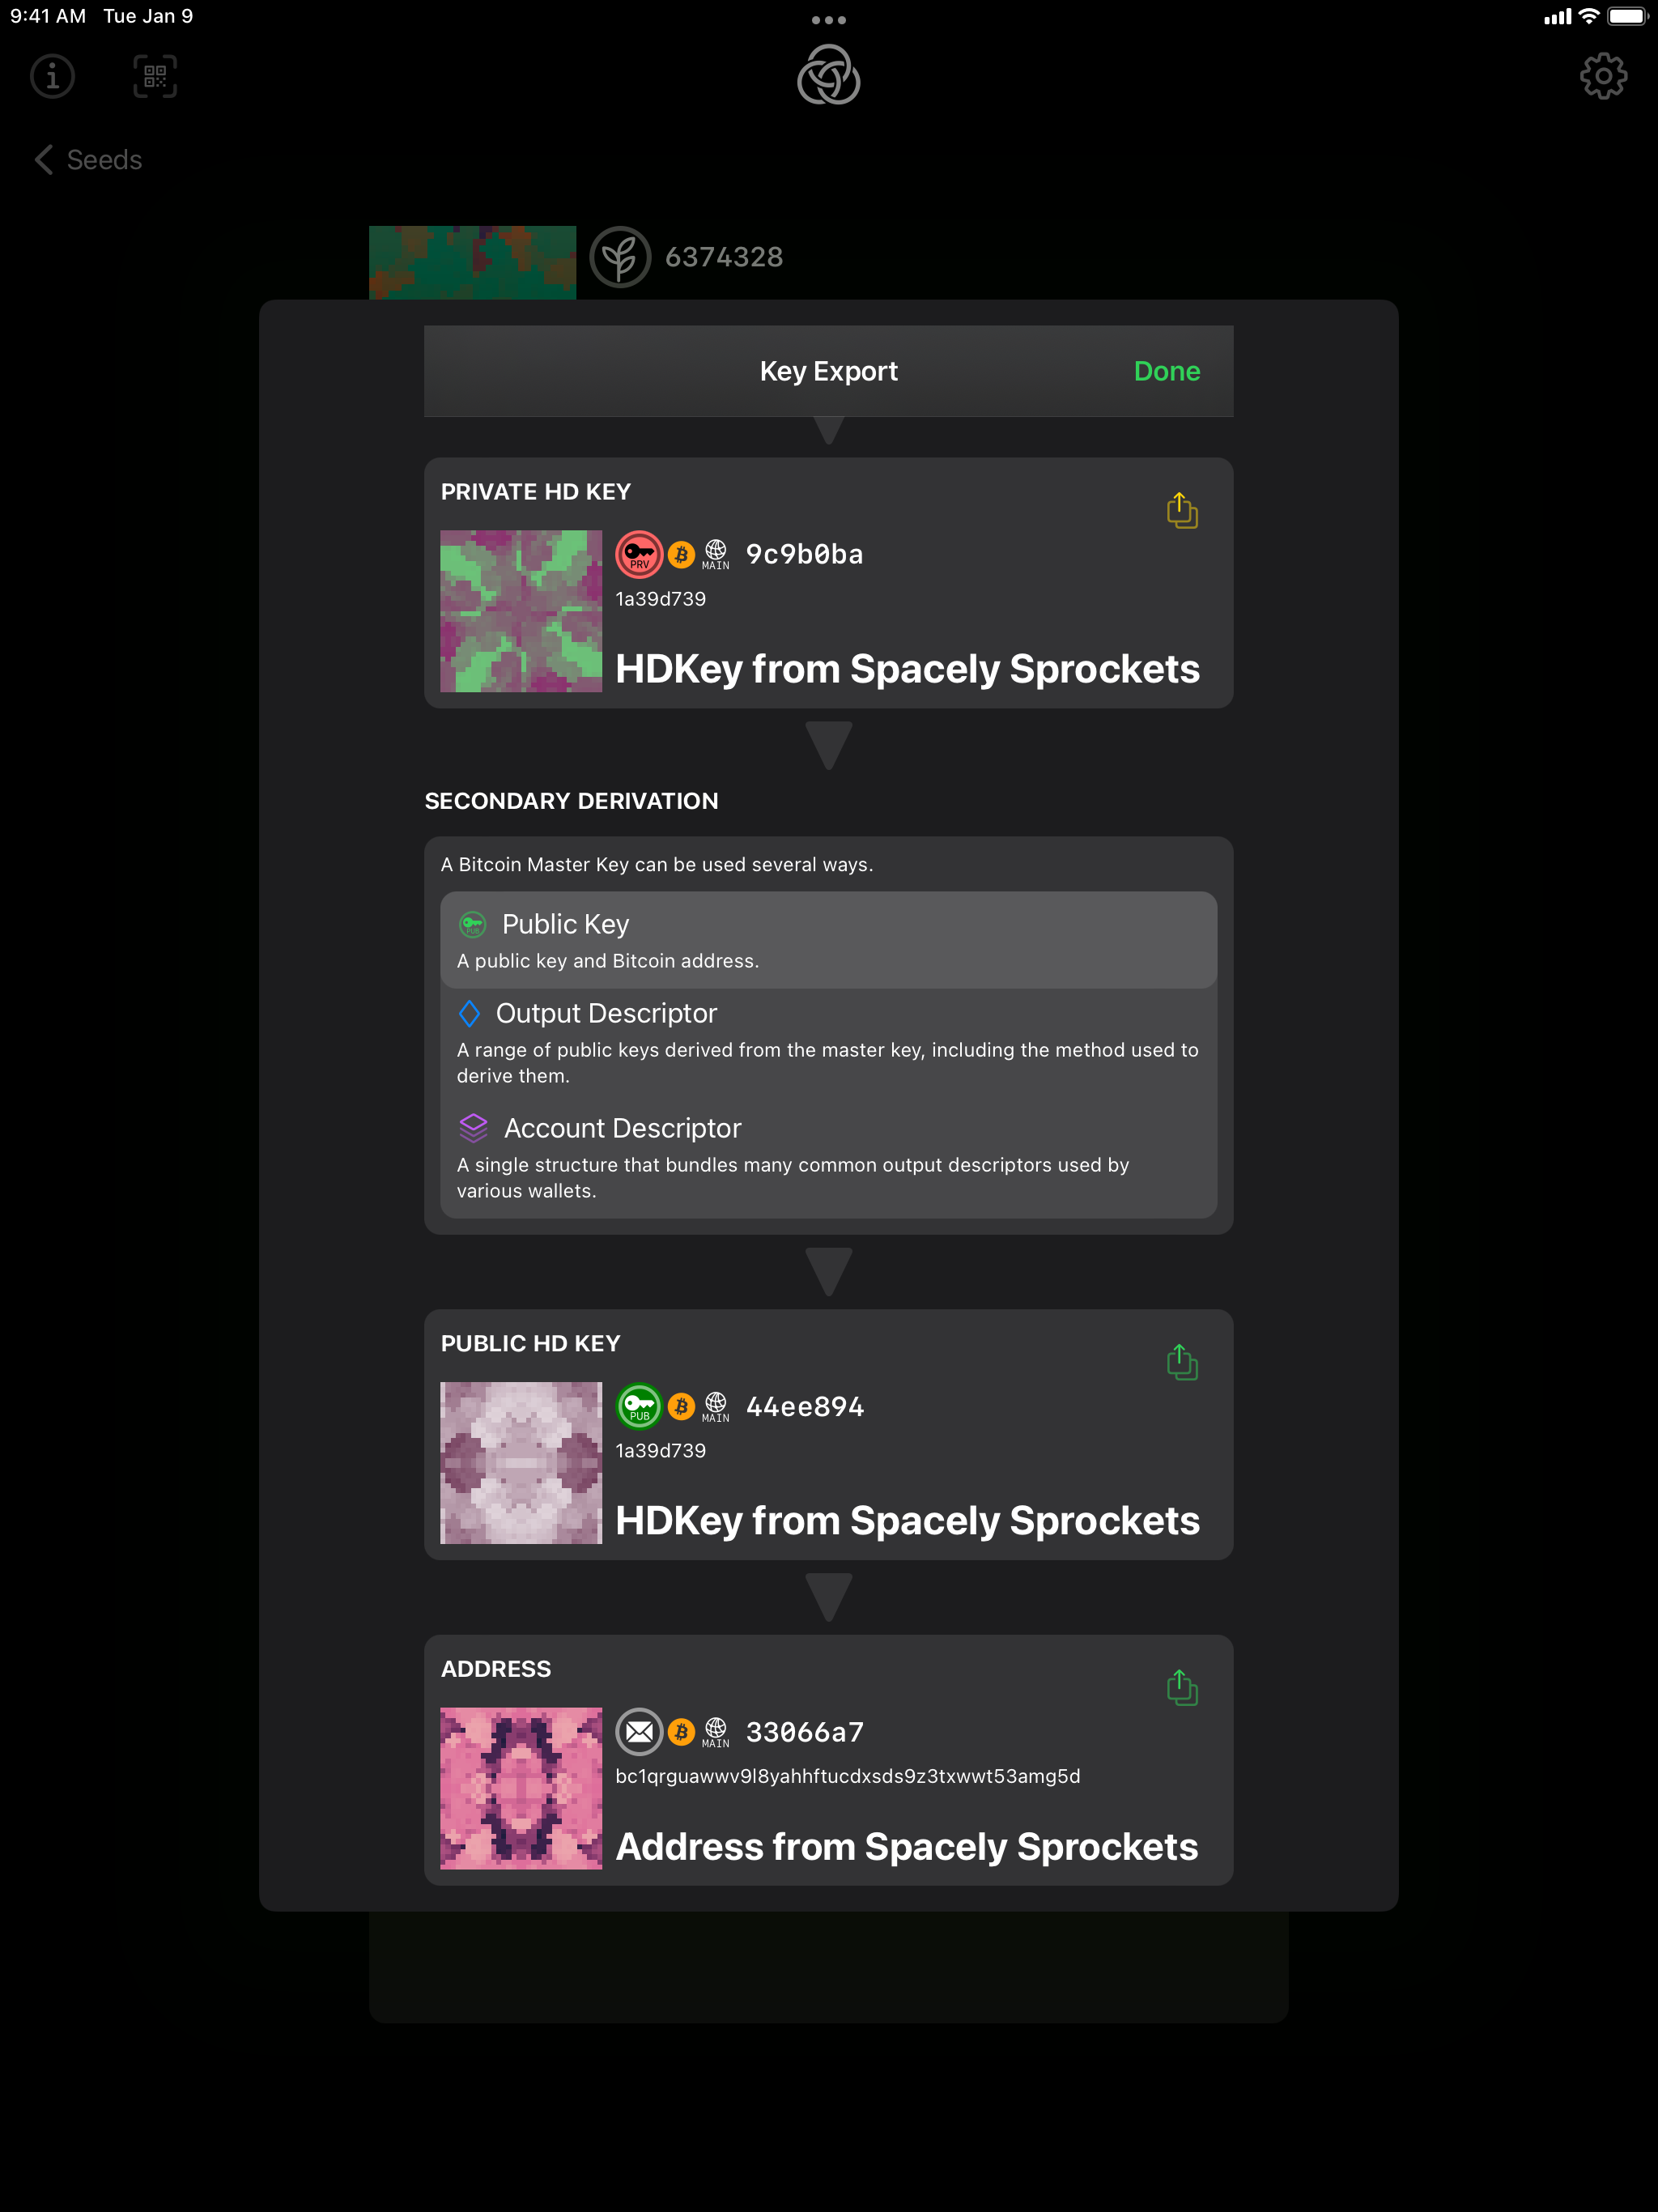 9:41 AM Tue Jan 9
Seeds
6374328
Key Export
Done
PRIVATE HD KEY
PRV
MAIN
9c9b0ba
1a39d739
HDKey from Spacely Sprockets
SECONDARY DERIVATION
A Bitcoin Master Key can be used several ways.
PUB
Public Key
A public key and Bitcoin address.
Output Descriptor
A range of public keys derived from the master key, including the method used to
derive them.
Account Descriptor
A single structure that bundles many common output descriptors used by
various wallets.
PUBLIC HD KEY
PUB
MAIN
44ee894
1a39d739
HDKey from Spacely Sprockets
ADDRESS
MAIN
33066a7
bc1qrguawwv9l8yahhftucdxsds9z3txwwt53amg5d
Address from Spacely Sprockets